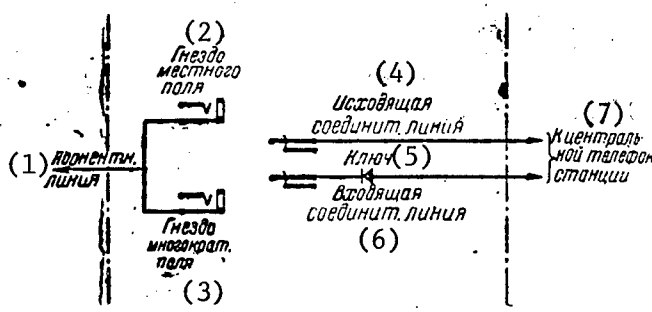 (2)
Гнездо
местного
поля
(4)
Исходящая
соединит. линия
(7)
К централь-
ной телефон.
станции
(1)
Абонентн.
линия
Ключ (5)
Входящая
соединит. линия
(6)
Гнездо
многократ.
поля
(3)